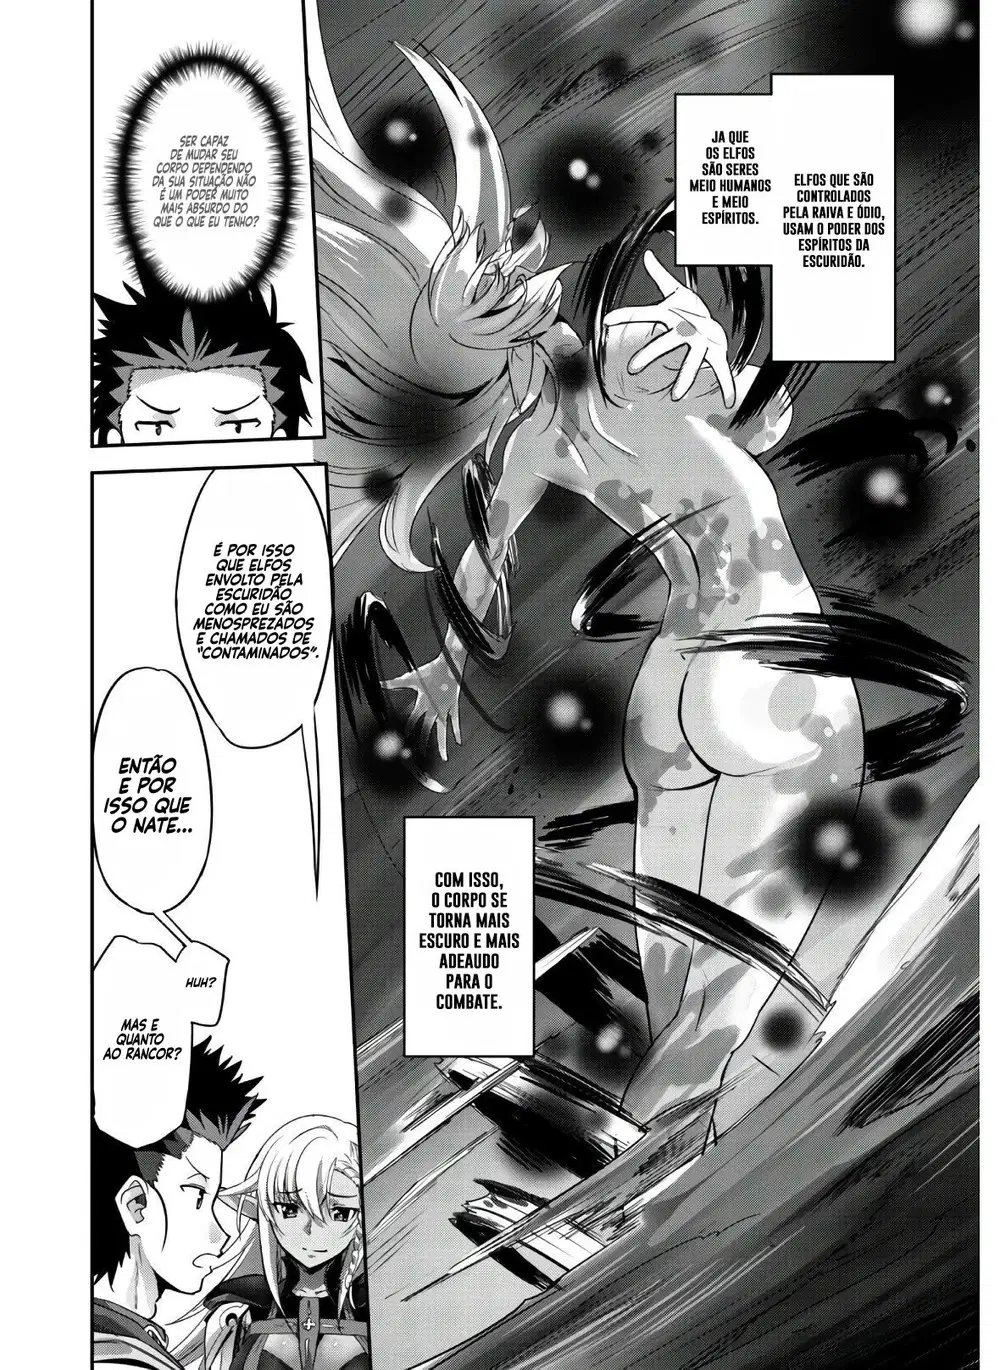 ELFOS QUE SÃO
CONTROLADOS
PELA RAIVA E ÓDIO,
USAM O PODER DOS
ESPÍRITOS DA
ESCURIDÃO.
JA QUE
OS ELFOS
SÃO SERES
MEIO HUMANOS
E MEIO
ESPÍRITOS.
COM ISSO,
O CORPO SE
TORNA MAIS
ESCURO E MAIS
ADEAUDO
PARA O
COMBATE.
SER CAPAZ
DE MUDAR SEU
CORPO DEPENDENDO
DA SUA SITUAÇÃO NÃO
É UM PODER MUITO
MAIS ABSURDO DO
QUE O QUE EU TENHO?
É POR ISSO
QUE ELFOS
ENVOLTO PELA
ESCURIDÃO
COMO EU SÃO
MENOSPREZADOS
E CHAMADOS DE
"CONTAMINADOS".
ENTÃO
E POR
ISSO QUE
O NATE...
HUH?
MAS E
QUANTO
AO RANCOR?